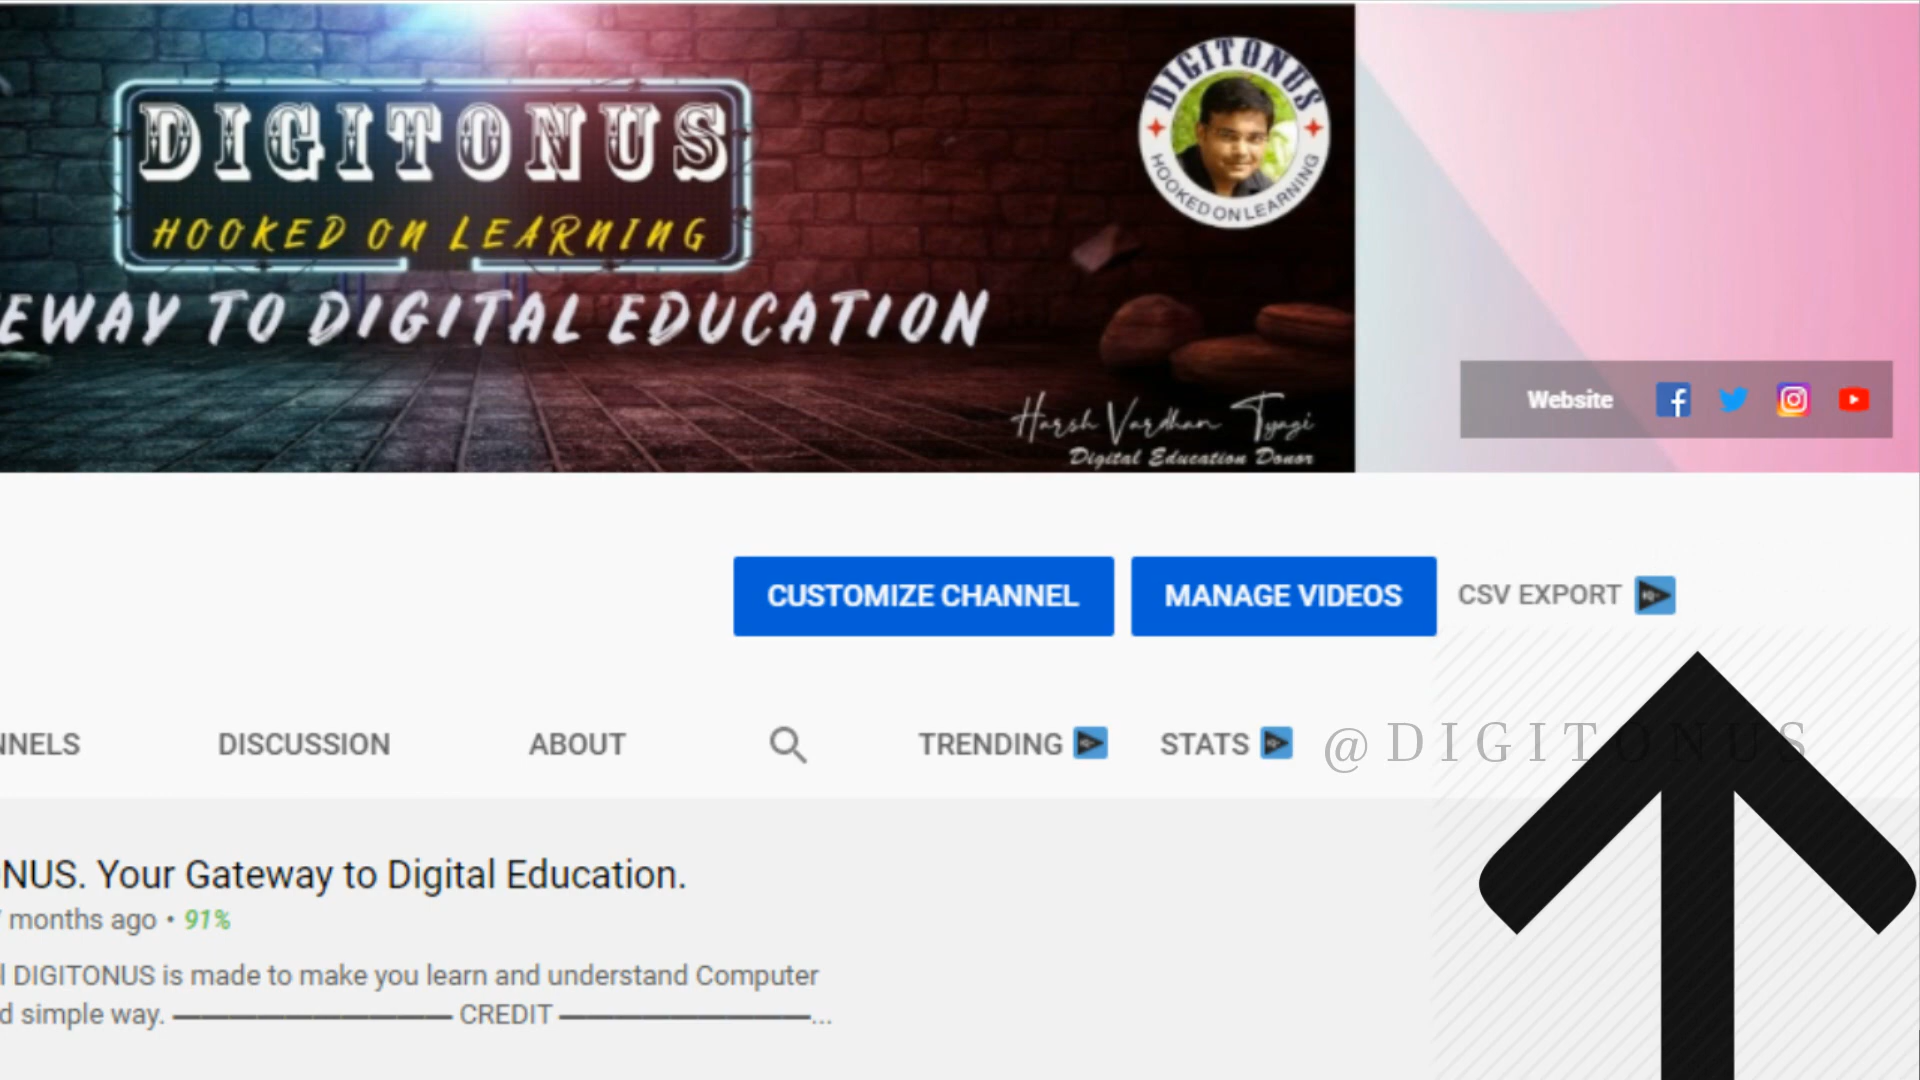 DIGITONUS
HOOKED ON LEARNING
EWAY TO DIGITAL EDUCATION
DIGITONUS
HOOKED ON LEARNING
Harsh Vardhan Tyagi
Digital Education Donor
Website
CUSTOMIZE CHANNEL MANAGE VIDEOS CSV EXPORT
NNELS DISCUSSION ABOUT TRENDING STATS @DIGITONUS
NUS. Your Gateway to Digital Education.
months ago • 91%
l DIGITONUS is made to make you learn and understand Computer
d simple way. ———————————— CREDIT ———————————...